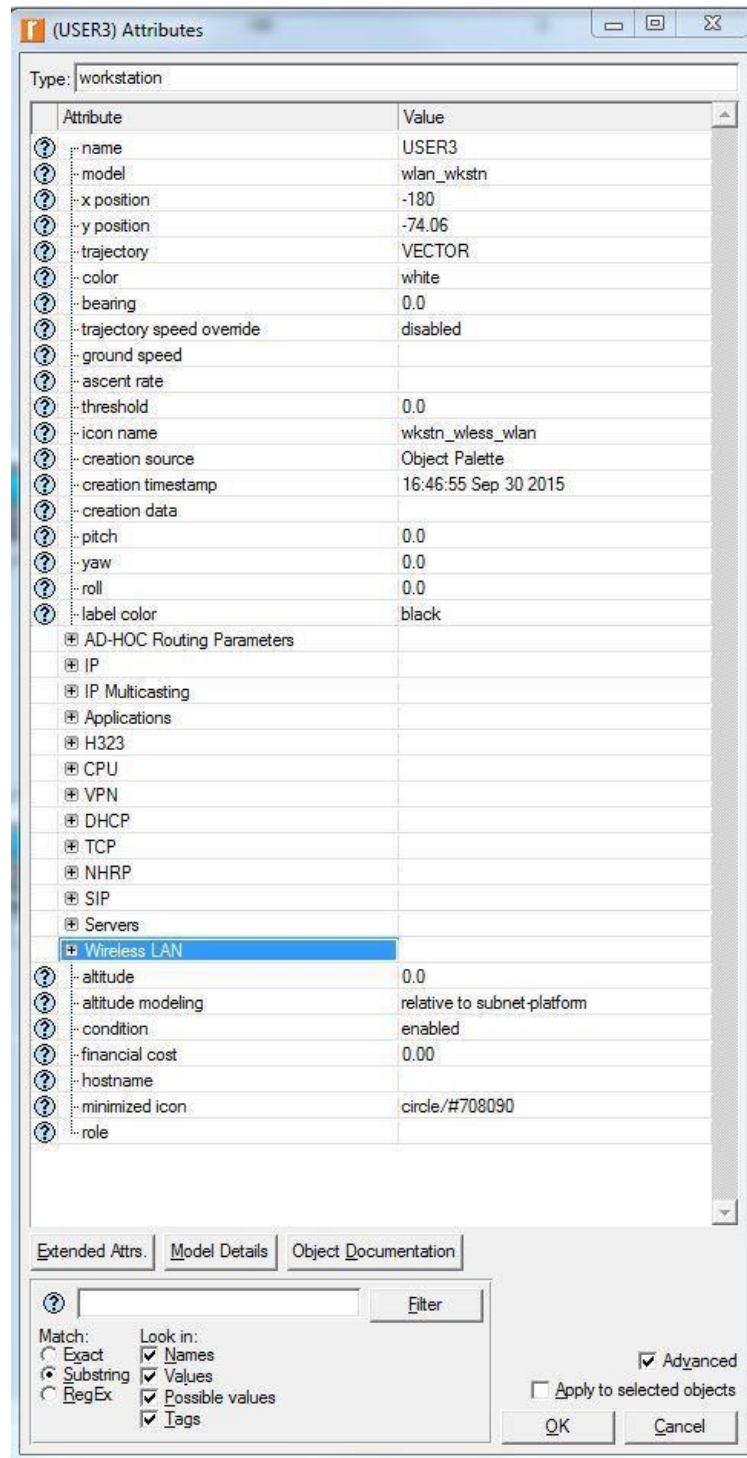 (USER3) Attributes
Type: workstation
Attribute Value
name USER3
model wlan_wkstn
x position -180
y position -74.06
trajectory VECTOR
color white
bearing 0.0
trajectory speed override disabled
ground speed
ascent rate
threshold 0.0
icon name wkstn_wless_wlan
creation source Object Palette
creation timestamp 16:46:55 Sep 30 2015
creation data
pitch 0.0
yaw 0.0
roll 0.0
label color black
AD-HOC Routing Parameters
IP
IP Multicasting
Applications
H323
CPU
VPN
DHCP
TCP
NHRP
SIP
Servers
Wireless LAN
altitude 0.0
altitude modeling relative to subnet-platform
condition enabled
financial cost 0.00
hostname
minimized icon circle/#708090
role
Extended Attrs. Model Details Object Documentation
Filter
Match: Look in:
Exact Names
Substring Values
RegEx Possible values
Tags
Advanced
Apply to selected objects
OK Cancel